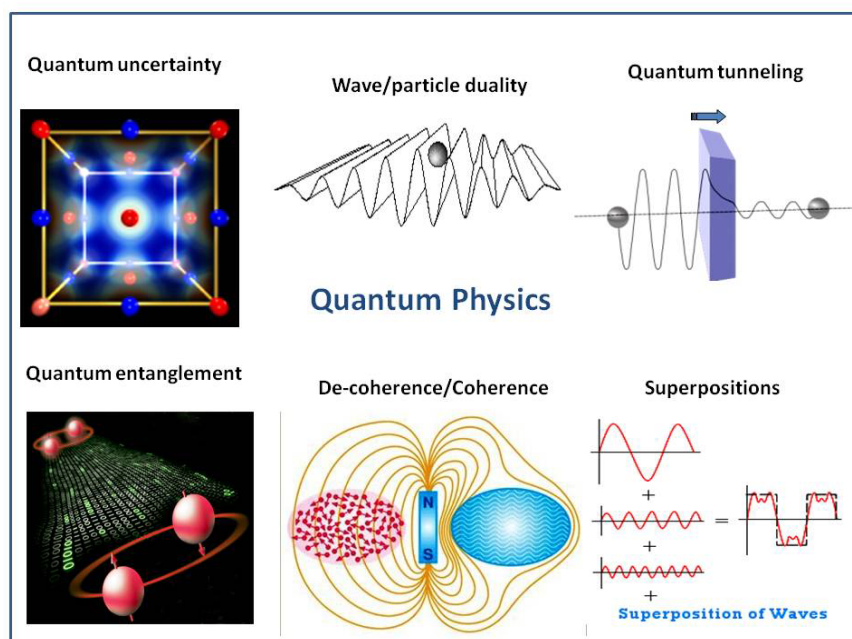 Quantum uncertainty
Wave/particle duality
Quantum tunneling
Quantum Physics
Quantum entanglement
De-coherence/Coherence
Superpositions
N
S
+
+
+
=
Superposition of Waves